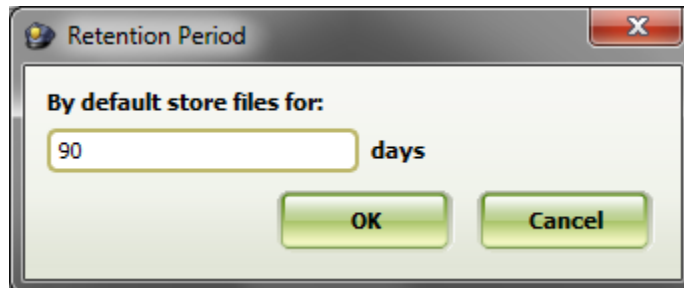 Retention Period
By default store files for:
90 days
OK Cancel